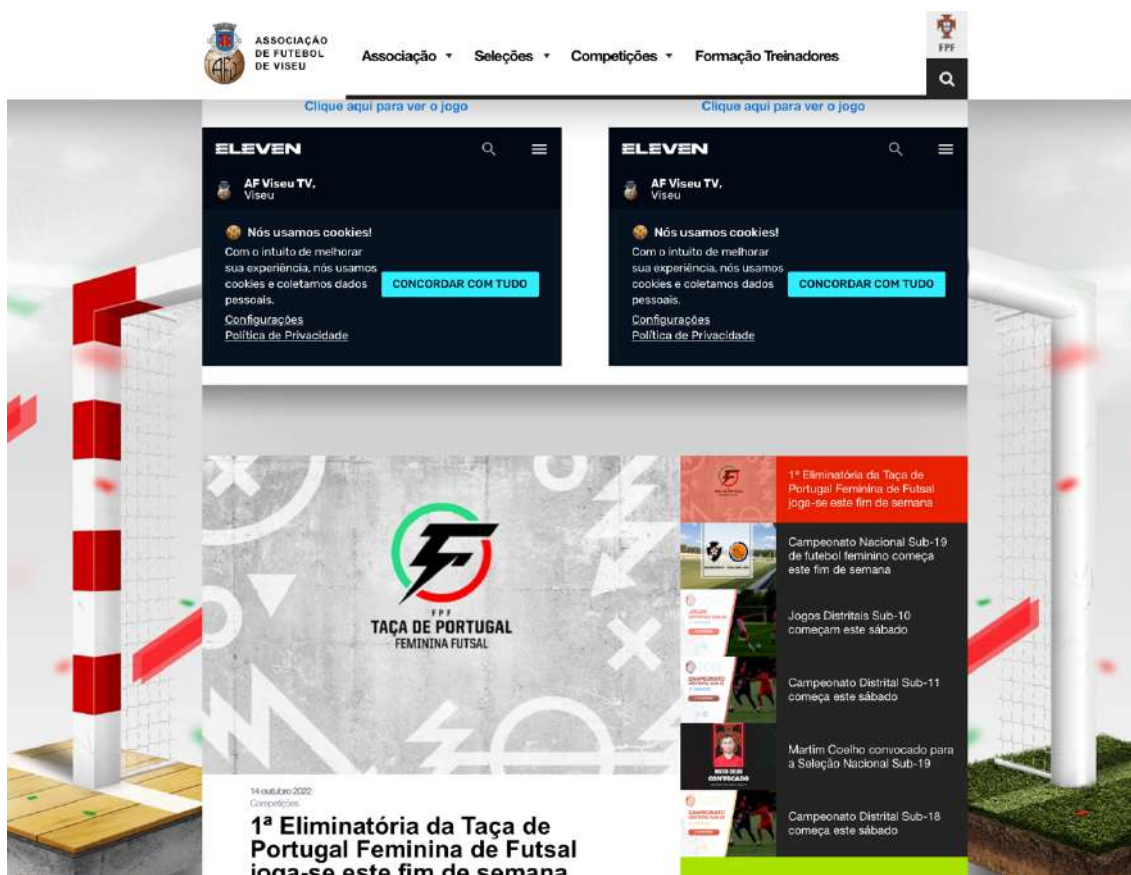 ASSOCIAÇÃO
DE FUTEBOL
DE VISEU
Associação
Seleções
Competições
Formação Treinadores
FPF
Clique aqui para ver o jogo
Clique aqui para ver o jogo
ELEVEN
AF Viseu TV,
Viseu
Nós usamos cookies!
Com o intuito de melhorar
sua experiência, nós usamos
cookies e coletamos dados
pessoais.
CONCORDAR COM TUDO
Configurações
Política de Privacidade
ELEVEN
AF Viseu TV,
Viseu
Nós usamos cookies!
Com o intuito de melhorar
sua experiência, nós usamos
cookies e coletamos dados
pessoais.
CONCORDAR COM TUDO
Configurações
Política de Privacidade
FPF
TAÇA DE PORTUGAL
FEMININA FUTSAL
1ª Eliminatória da Taça de
Portugal Feminina de Futsal
joga-se este fim de semana
Campeonato Nacional Sub-19
de futebol feminino começa
este fim de semana
Jogos Distritais Sub-10
começam este sábado
Campeonato Distrital Sub-11
começa este sábado
CONVOCADO
Martim Coelho convocado para
a Seleção Nacional Sub-19
Campeonato Distrital Sub-18
começa este sábado
14 outubro 2022
Competições
1ª Eliminatória da Taça de
Portugal Feminina de Futsal
joga-se este fim de semana